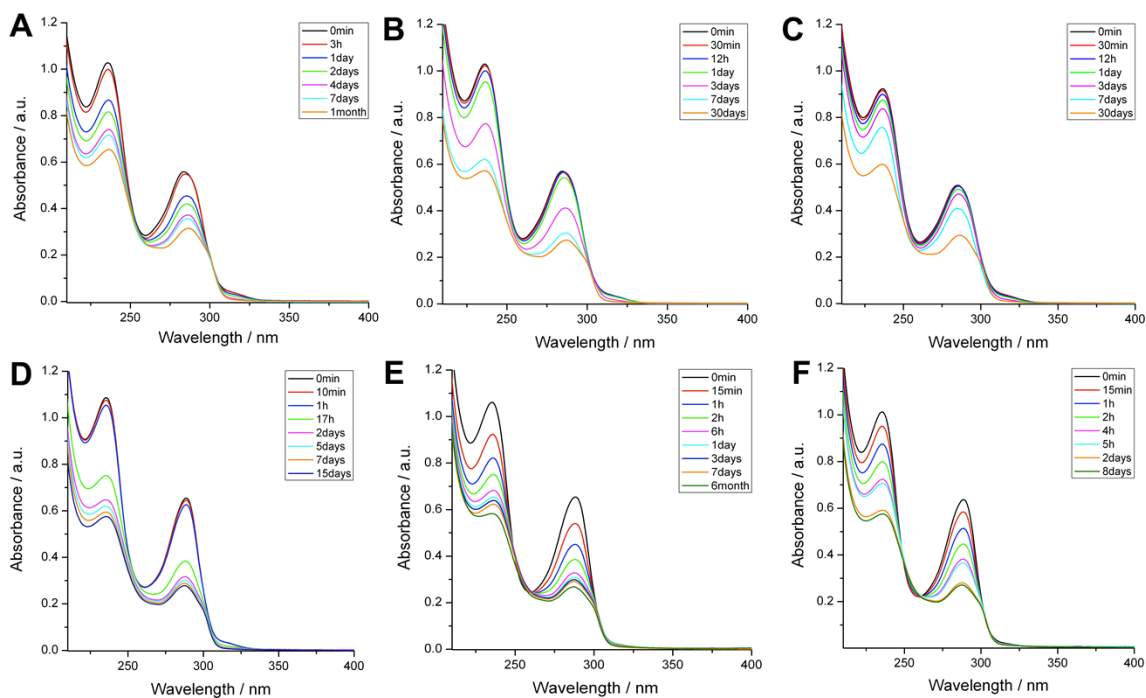 A
Absorbance / a.u.
1.2
1.0
0.8
0.6
0.4
0.2
0.0
250
300
350
400
Wavelength / nm
0min
3h
1day
2days
4days
7days
1month
B
Absorbance / a.u.
1.2
1.0
0.8
0.6
0.4
0.2
0.0
250
300
350
400
Wavelength / nm
0min
30min
12h
1day
3days
7days
30days
C
Absorbance / a.u.
1.2
1.0
0.8
0.6
0.4
0.2
0.0
250
300
350
400
Wavelength / nm
0min
30min
12h
1day
3days
7days
30days
D
Absorbance / a.u.
1.2
1.0
0.8
0.6
0.4
0.2
0.0
250
300
350
400
Wavelength / nm
0min
10min
1h
17h
2days
5days
7days
15days
E
Absorbance / a.u.
1.2
1.0
0.8
0.6
0.4
0.2
0.0
250
300
350
400
Wavelength / nm
0min
15min
1h
2h
6h
1day
3days
7days
6month
F
Absorbance / a.u.
1.2
1.0
0.8
0.6
0.4
0.2
0.0
250
300
350
400
Wavelength / nm
0min
15min
1h
2h
4h
5h
2days
8days